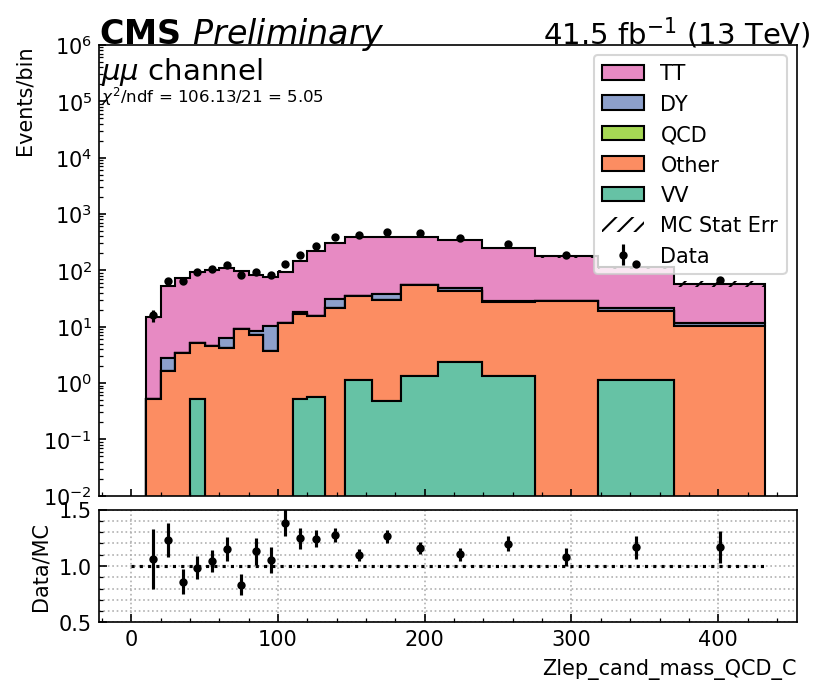 CMS Preliminary 41.5 fb⁻¹ (13 TeV)
μμ channel
χ²/ndf = 106.13/21 = 5.05
Events/bin
10⁶
10⁵
10⁴
10³
10²
10¹
10⁰
10⁻¹
10⁻²
TT
DY
QCD
Other
VV
MC Stat Err
Data
Data/MC
1.5
1.0
0.5
0 100 200 300 400
Zlep_cand_mass_QCD_C